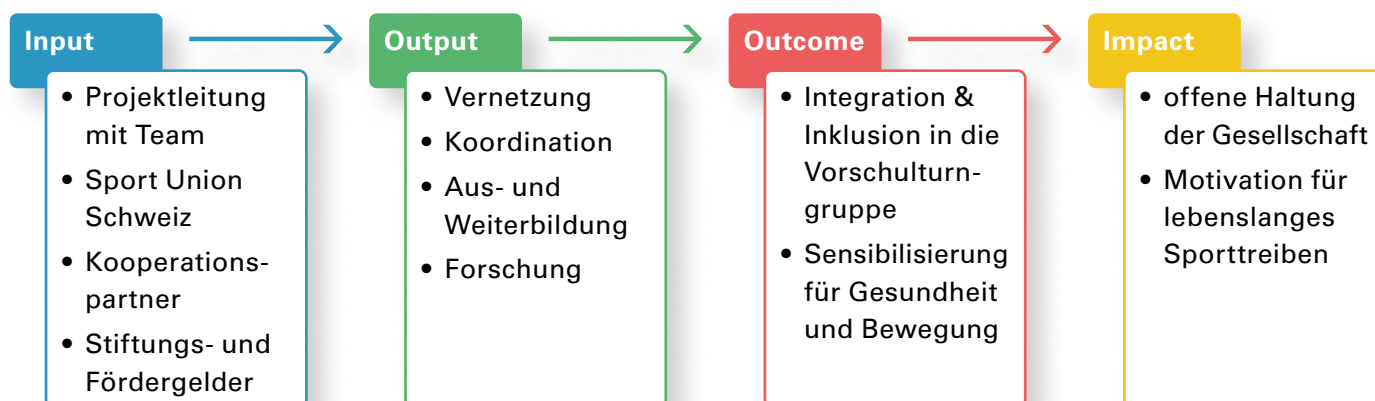 Input
• Projektleitung
mit Team
• Sport Union
Schweiz
• Kooperations-
partner
• Stiftungs- und
Fördergelder
Output
• Vernetzung
• Koordination
• Aus- und
Weiterbildung
• Forschung
Outcome
• Integration &
Inklusion in die
Vorschulturn-
gruppe
• Sensibilisierung
für Gesundheit
und Bewegung
Impact
• offene Haltung
der Gesellschaft
• Motivation für
lebenslanges
Sporttreiben